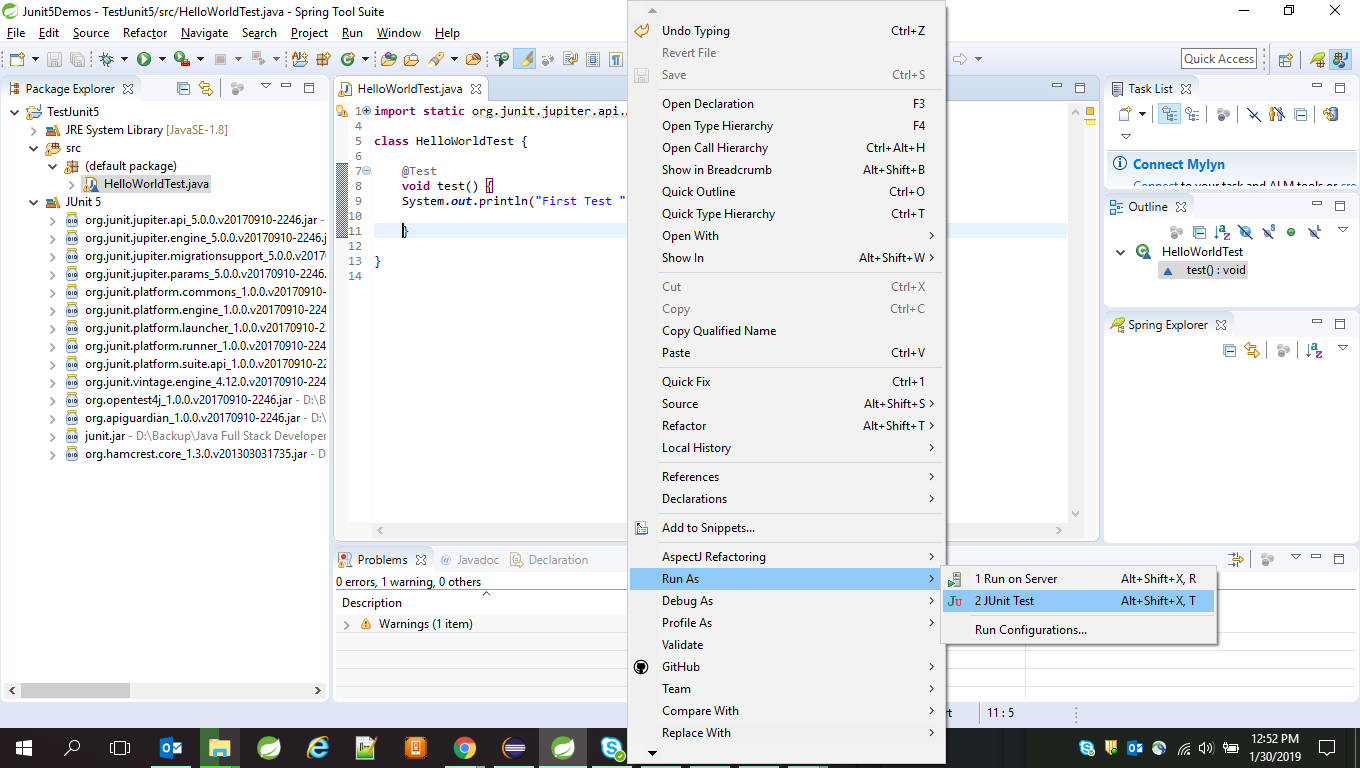 Junit5Demos - TestJunit5/src/HelloWorldTest.java - Spring Tool Suite
File Edit Source Refactor Navigate Search Project Run Window Help
Quick Access
Package Explorer
TestJunit5
JRE System Library [JavaSE-1.8]
src
(default package)
HelloWorldTest.java
JUnit 5
org.junit.jupiter.api_5.0.0.v20170910-2246.jar -
org.junit.jupiter.engine_5.0.0.v20170910-2246.j
org.junit.jupiter.migrationsupport_5.0.0.v2017
org.junit.jupiter.params_5.0.0.v20170910-2246.
org.junit.platform.commons_1.0.0.v20170910-
org.junit.platform.engine_1.0.0.v20170910-224
org.junit.platform.launcher_1.0.0.v20170910-2
org.junit.platform.runner_1.0.0.v20170910-224
org.junit.platform.suite.api_1.0.0.v20170910-22
org.junit.vintage.engine_4.12.0.v20170910-224
org.opentest4j_1.0.0.v20170910-2246.jar - D:\B
org.apiguardian_1.0.0.v20170910-2246.jar - D:\
junit.jar - D:\Backup\Java Full Stack Developer
org.hamcrest.core_1.3.0.v201303031735.jar - D
HelloWorldTest.java
1 import static org.junit.jupiter.api.
4
5 class HelloWorldTest {
6
7 @Test
8 void test() {
9 System.out.println("First Test "
10
11 }
12
13 }
14
Problems Javadoc Declaration
0 errors, 1 warning, 0 others
Description
Warnings (1 item)
Undo Typing Ctrl+Z
Revert File
Save Ctrl+S
Open Declaration F3
Open Type Hierarchy F4
Open Call Hierarchy Ctrl+Alt+H
Show in Breadcrumb Alt+Shift+B
Quick Outline Ctrl+O
Quick Type Hierarchy Ctrl+T
Open With
Show In Alt+Shift+W
Cut Ctrl+X
Copy Ctrl+C
Copy Qualified Name
Paste Ctrl+V
Quick Fix Ctrl+1
Source Alt+Shift+S
Refactor Alt+Shift+T
Local History
References
Declarations
Add to Snippets...
AspectJ Refactoring
Run As
Debug As
Profile As
Validate
GitHub
Team
Compare With
Replace With
1 Run on Server Alt+Shift+X, R
2 JUnit Test Alt+Shift+X, T
Run Configurations...
Task List
Connect Mylyn
Connect to your task and ALM tools or cre
Outline
HelloWorldTest
test() : void
Spring Explorer
11 : 5
12:52 PM
1/30/2019